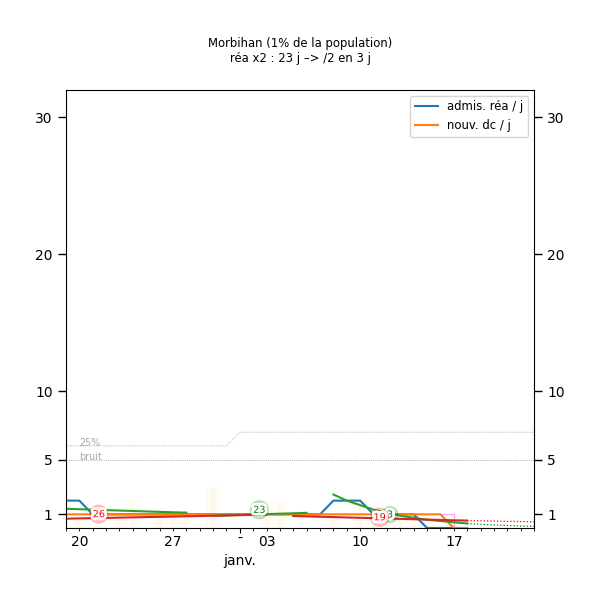 Morbihan (1% de la population)
réa x2 : 23 j –> /2 en 3 j
admis. réa / j
nouv. dc / j
30 30
20 20
10 10
25%
bruit
5 5
26 23 19 3
1 1
20 27 - 03 10 17
janv.